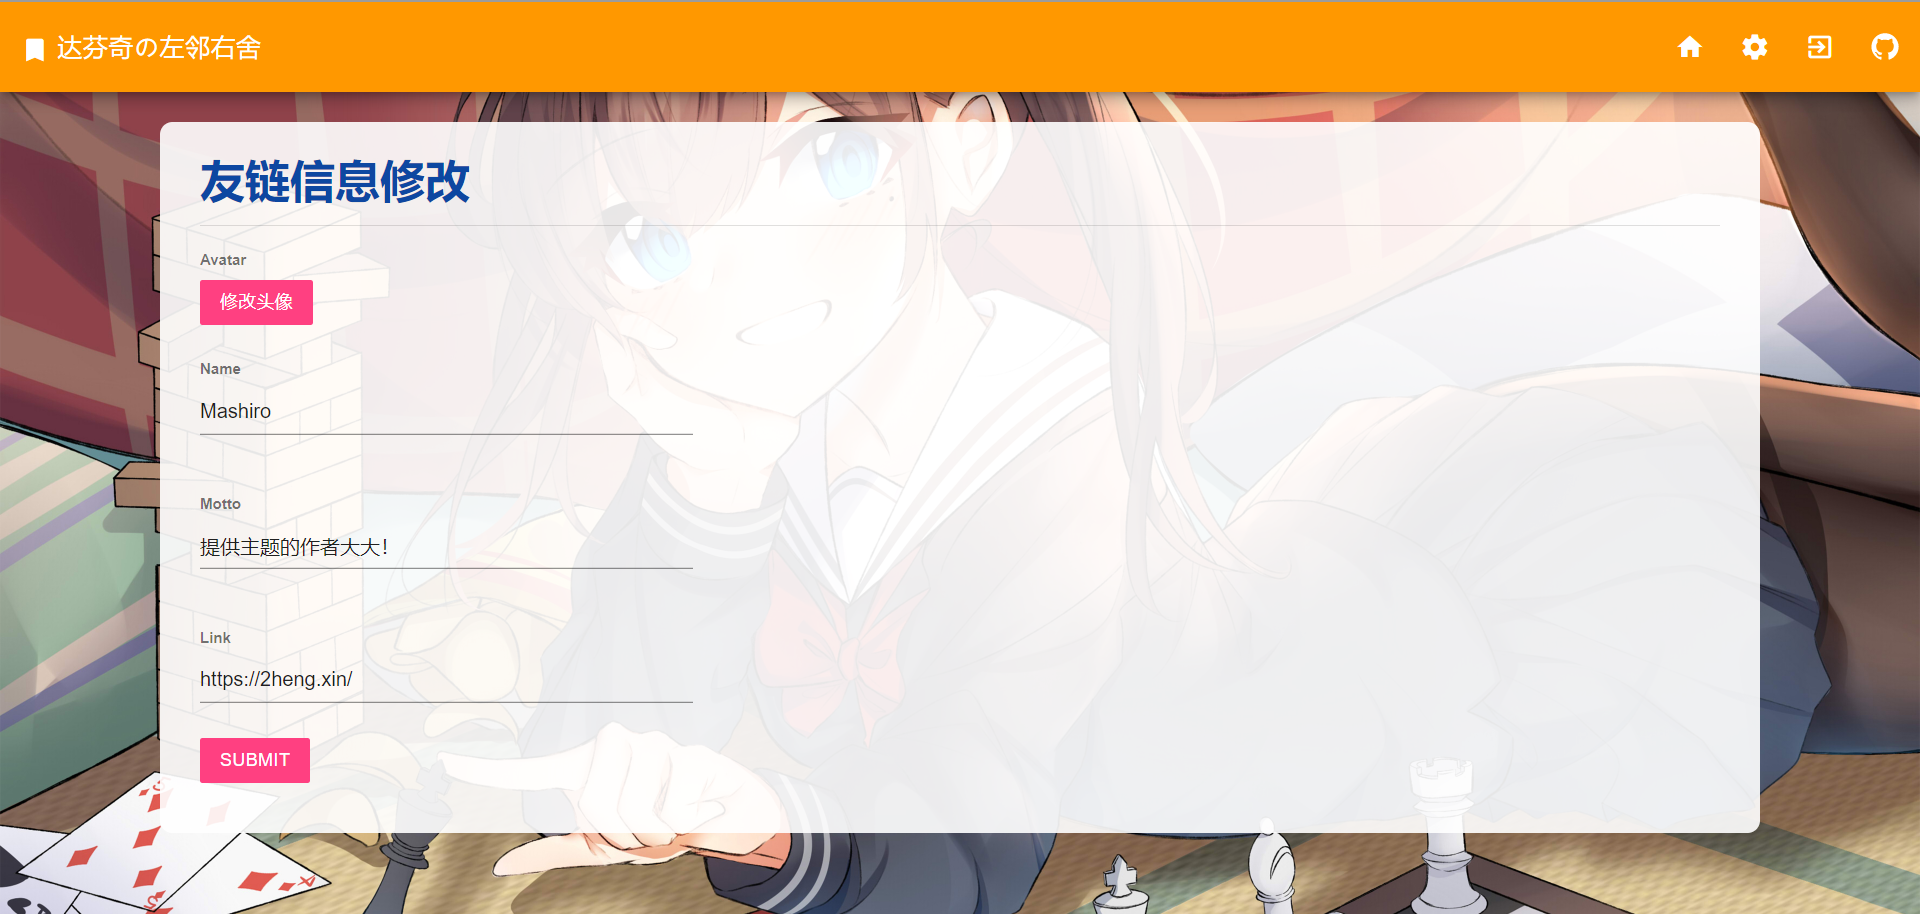 达芬奇の左邻右舍
友链信息修改
Avatar
修改头像
Name
Mashiro
Motto
提供主题的作者大大！
Link
https://2heng.xin/
SUBMIT
A